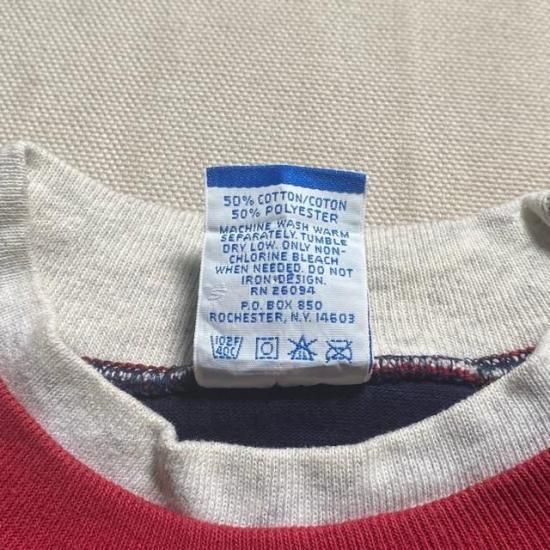 50% COTTON/COTON
50% POLYESTER
MACHINE WASH WARM
SEPARATELY. TUMBLE
DRY LOW. ONLY NON-
CHLORINE BLEACH
WHEN NEEDED. DO NOT
IRON DESIGN.
RN 26094
P.O. BOX 850
ROCHESTER, N.Y. 14603
102F
40C